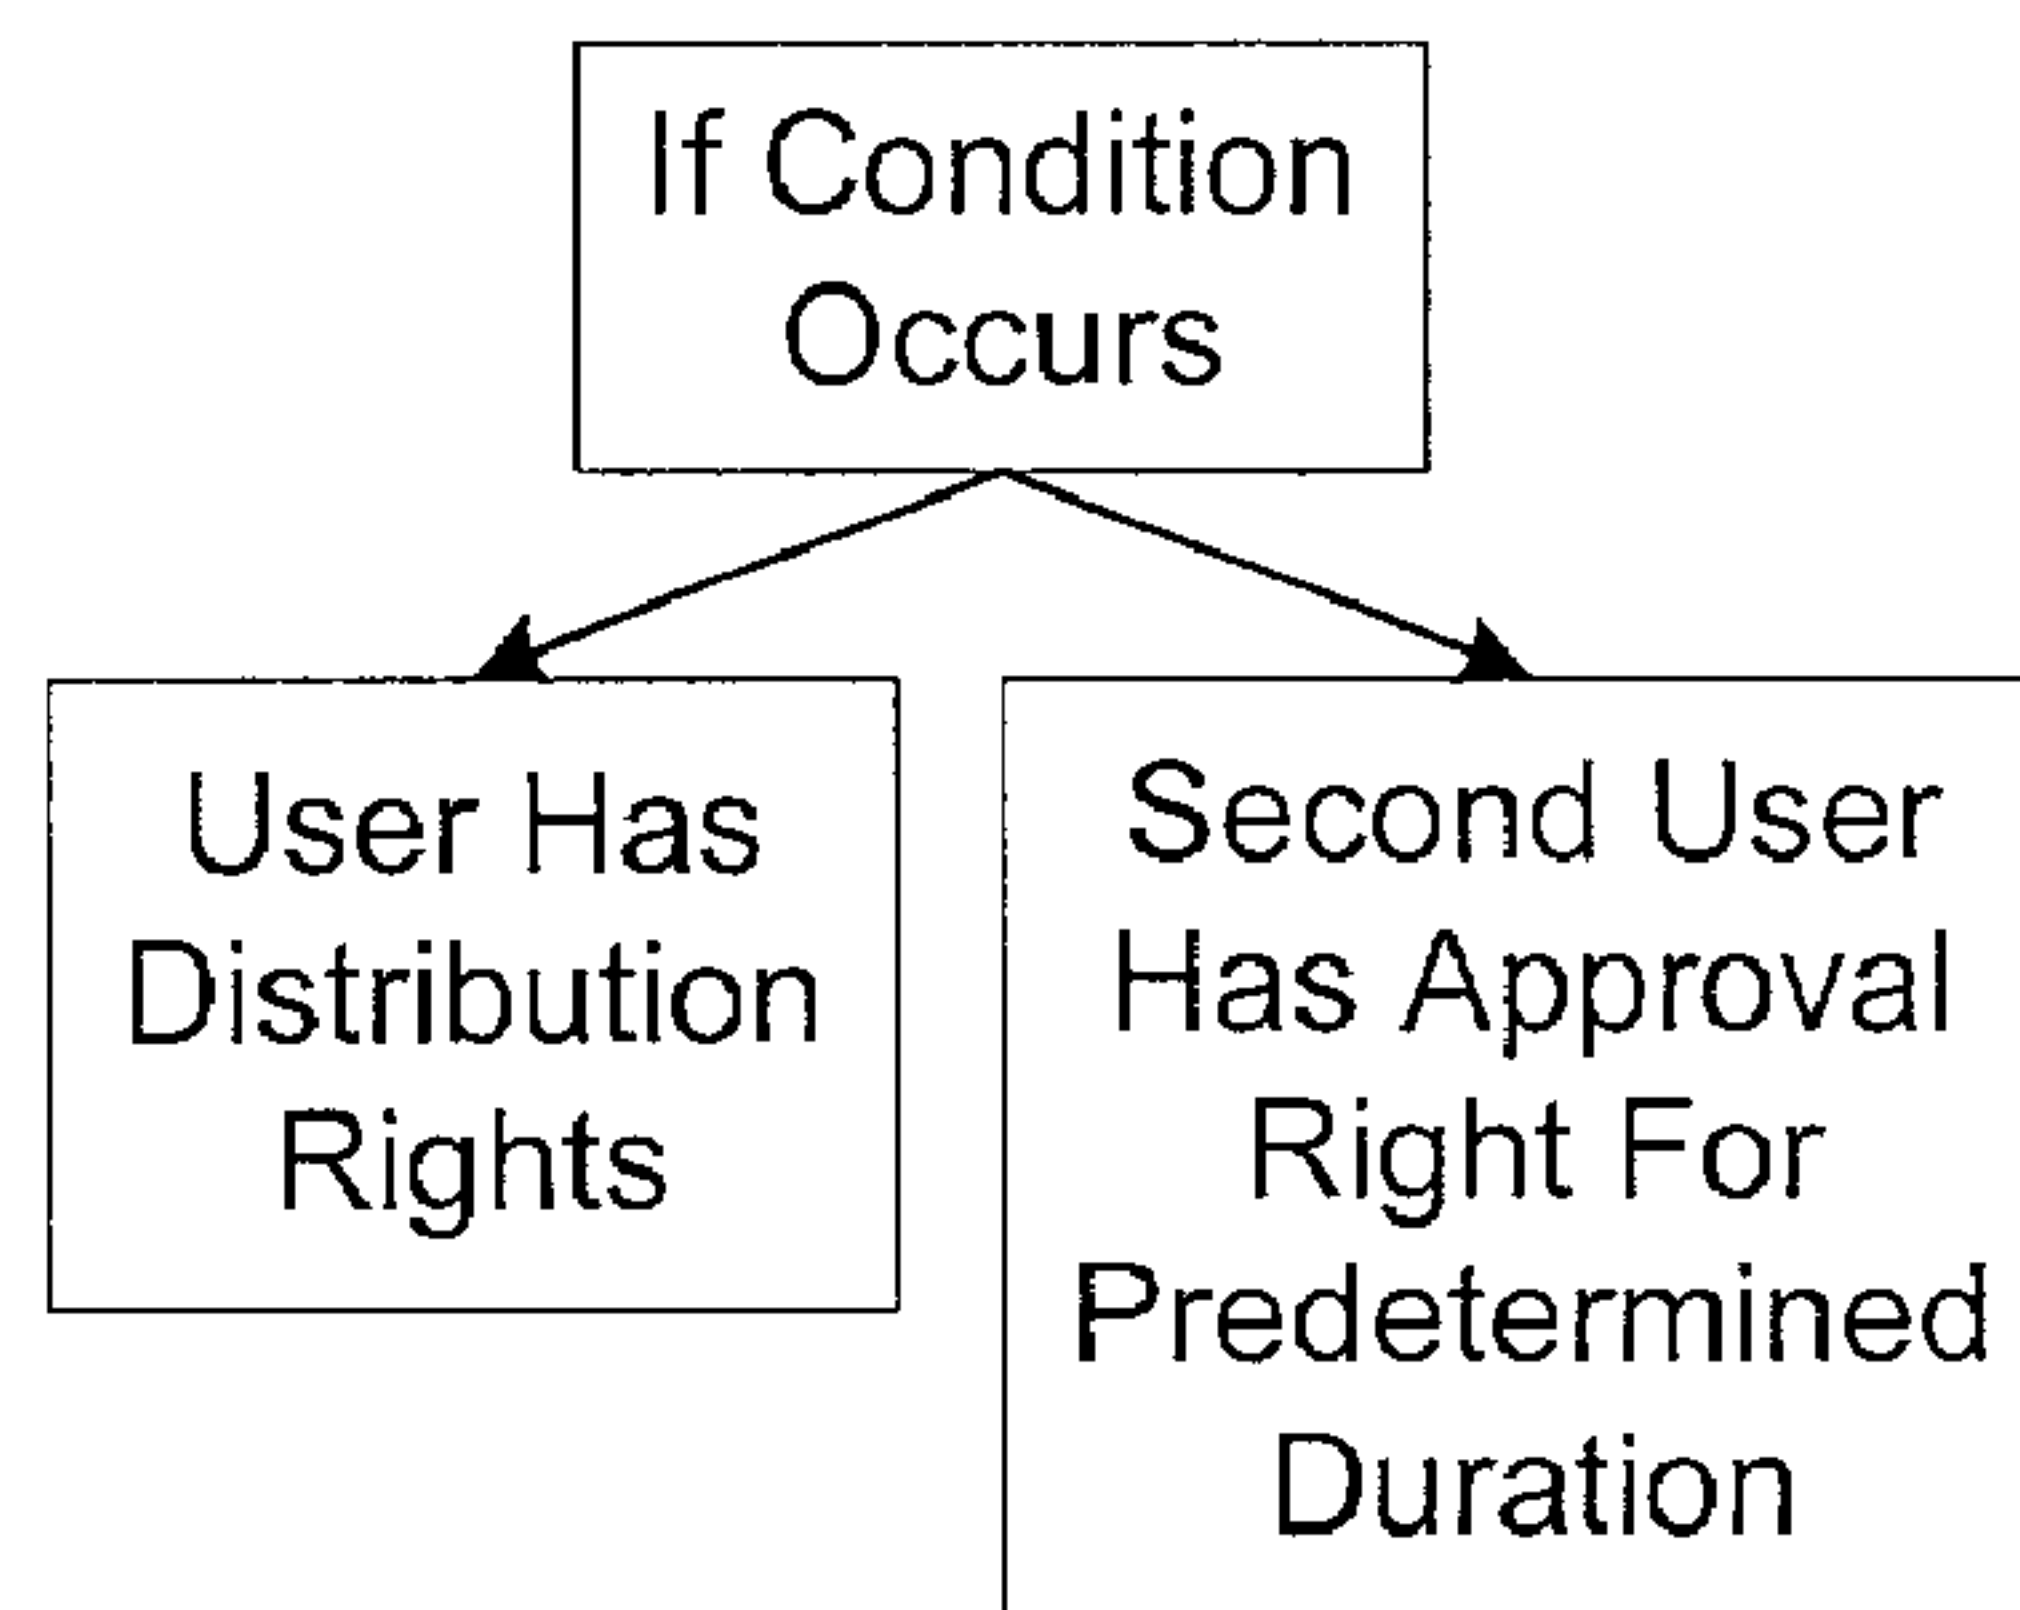 If Condition
Occurs
User Has
Distribution
Rights
Second User
Has Approval
Right For
Predetermined
Duration